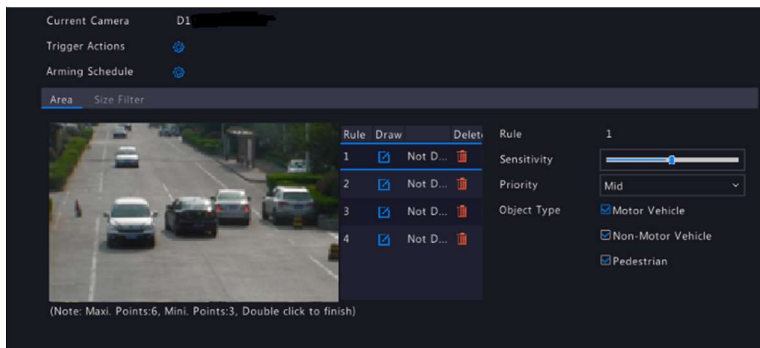 Current Camera D1
Trigger Actions
Arming Schedule
Area Size Filter
Rule Draw Delete
1 Not D...
2 Not D...
3 Not D...
4 Not D...
Rule 1
Sensitivity
Priority Mid
Object Type Motor Vehicle
Non-Motor Vehicle
Pedestrian
(Note: Maxi. Points:6, Mini. Points:3, Double click to finish)